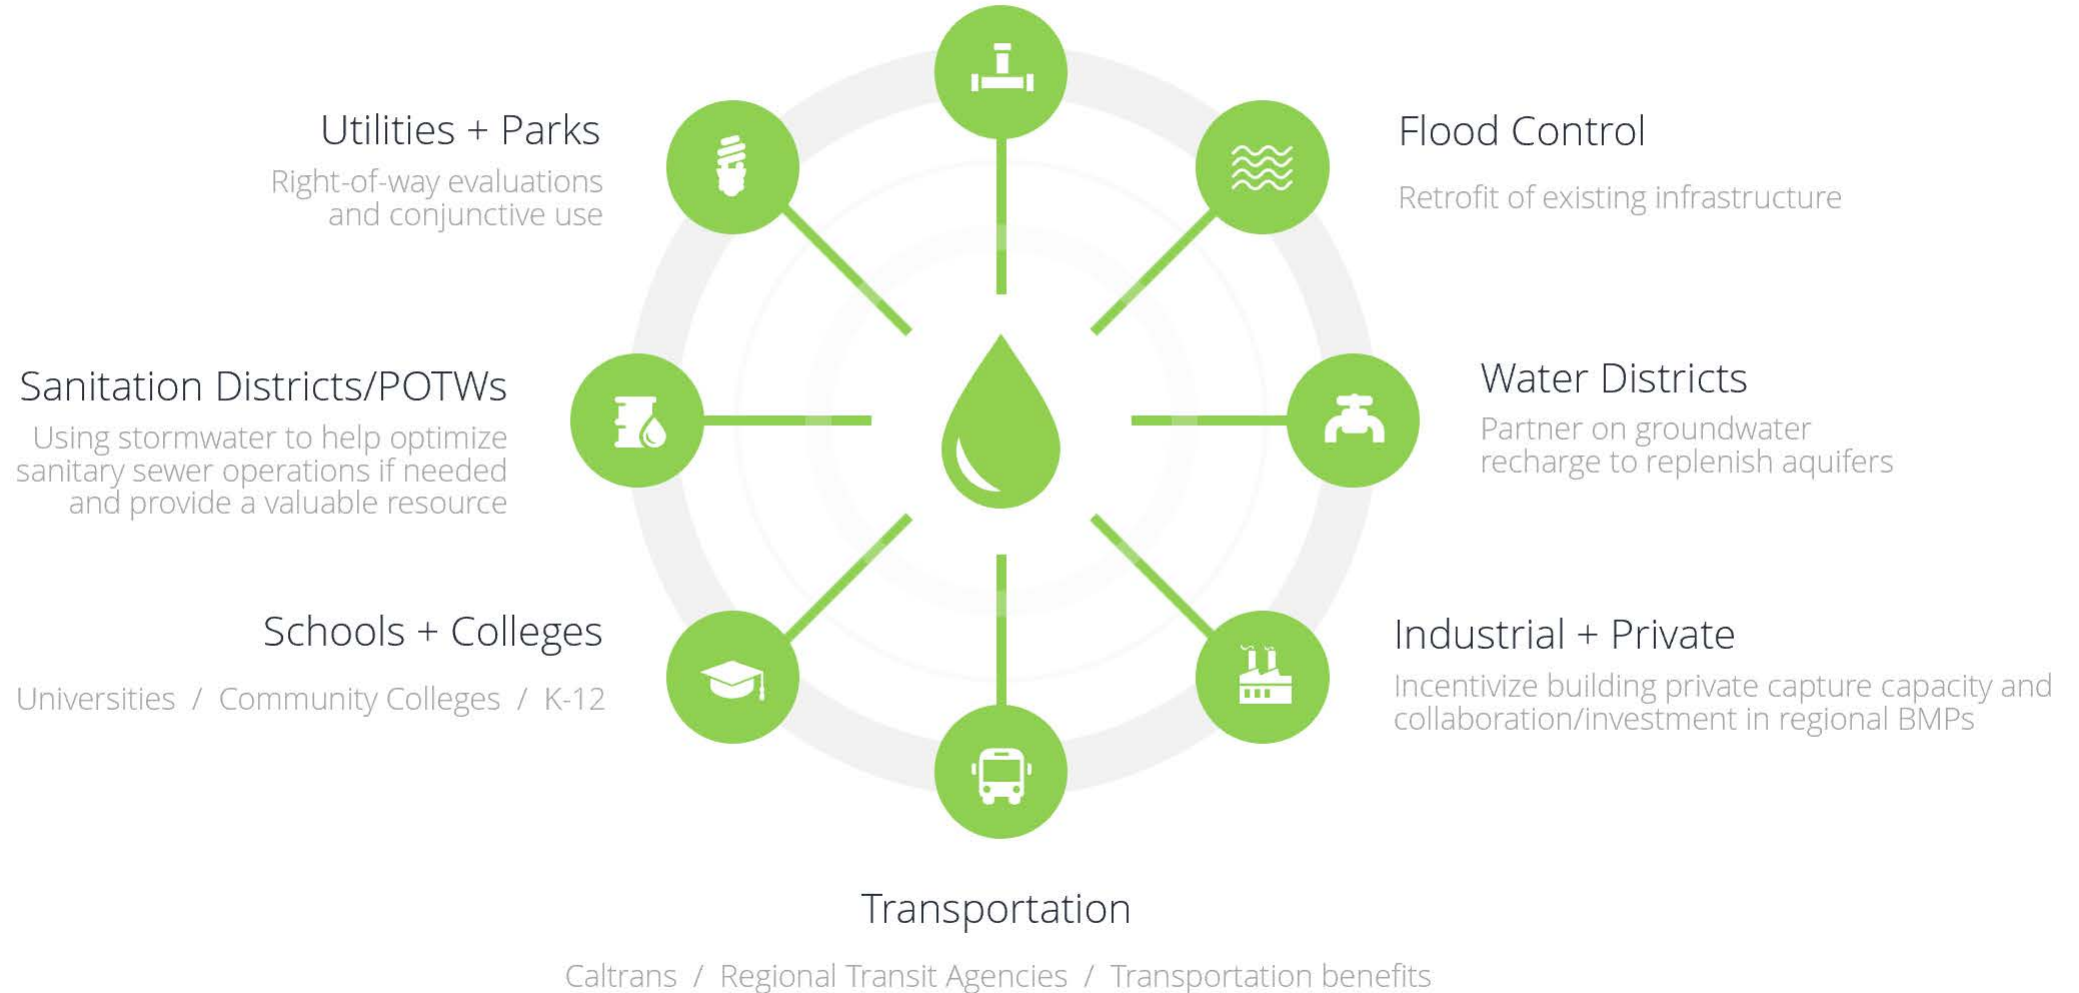 Utilities + Parks
Right-of-way evaluations
and conjunctive use
Flood Control
Retrofit of existing infrastructure
Sanitation Districts/POTWs
Using stormwater to help optimize
sanitary sewer operations if needed
and provide a valuable resource
Water Districts
Partner on groundwater
recharge to replenish aquifers
Schools + Colleges
Universities / Community Colleges / K-12
Industrial + Private
Incentivize building private capture capacity and
collaboration/investment in regional BMPs
Transportation
Caltrans / Regional Transit Agencies / Transportation benefits